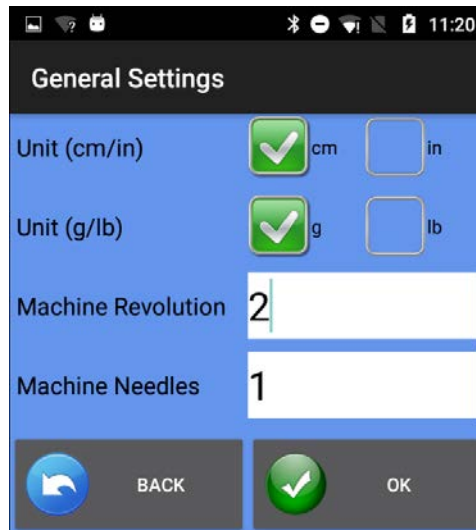 11:20
General Settings
Unit (cm/in) cm in
Unit (g/lb) g lb
Machine Revolution 2
Machine Needles 1
BACK OK